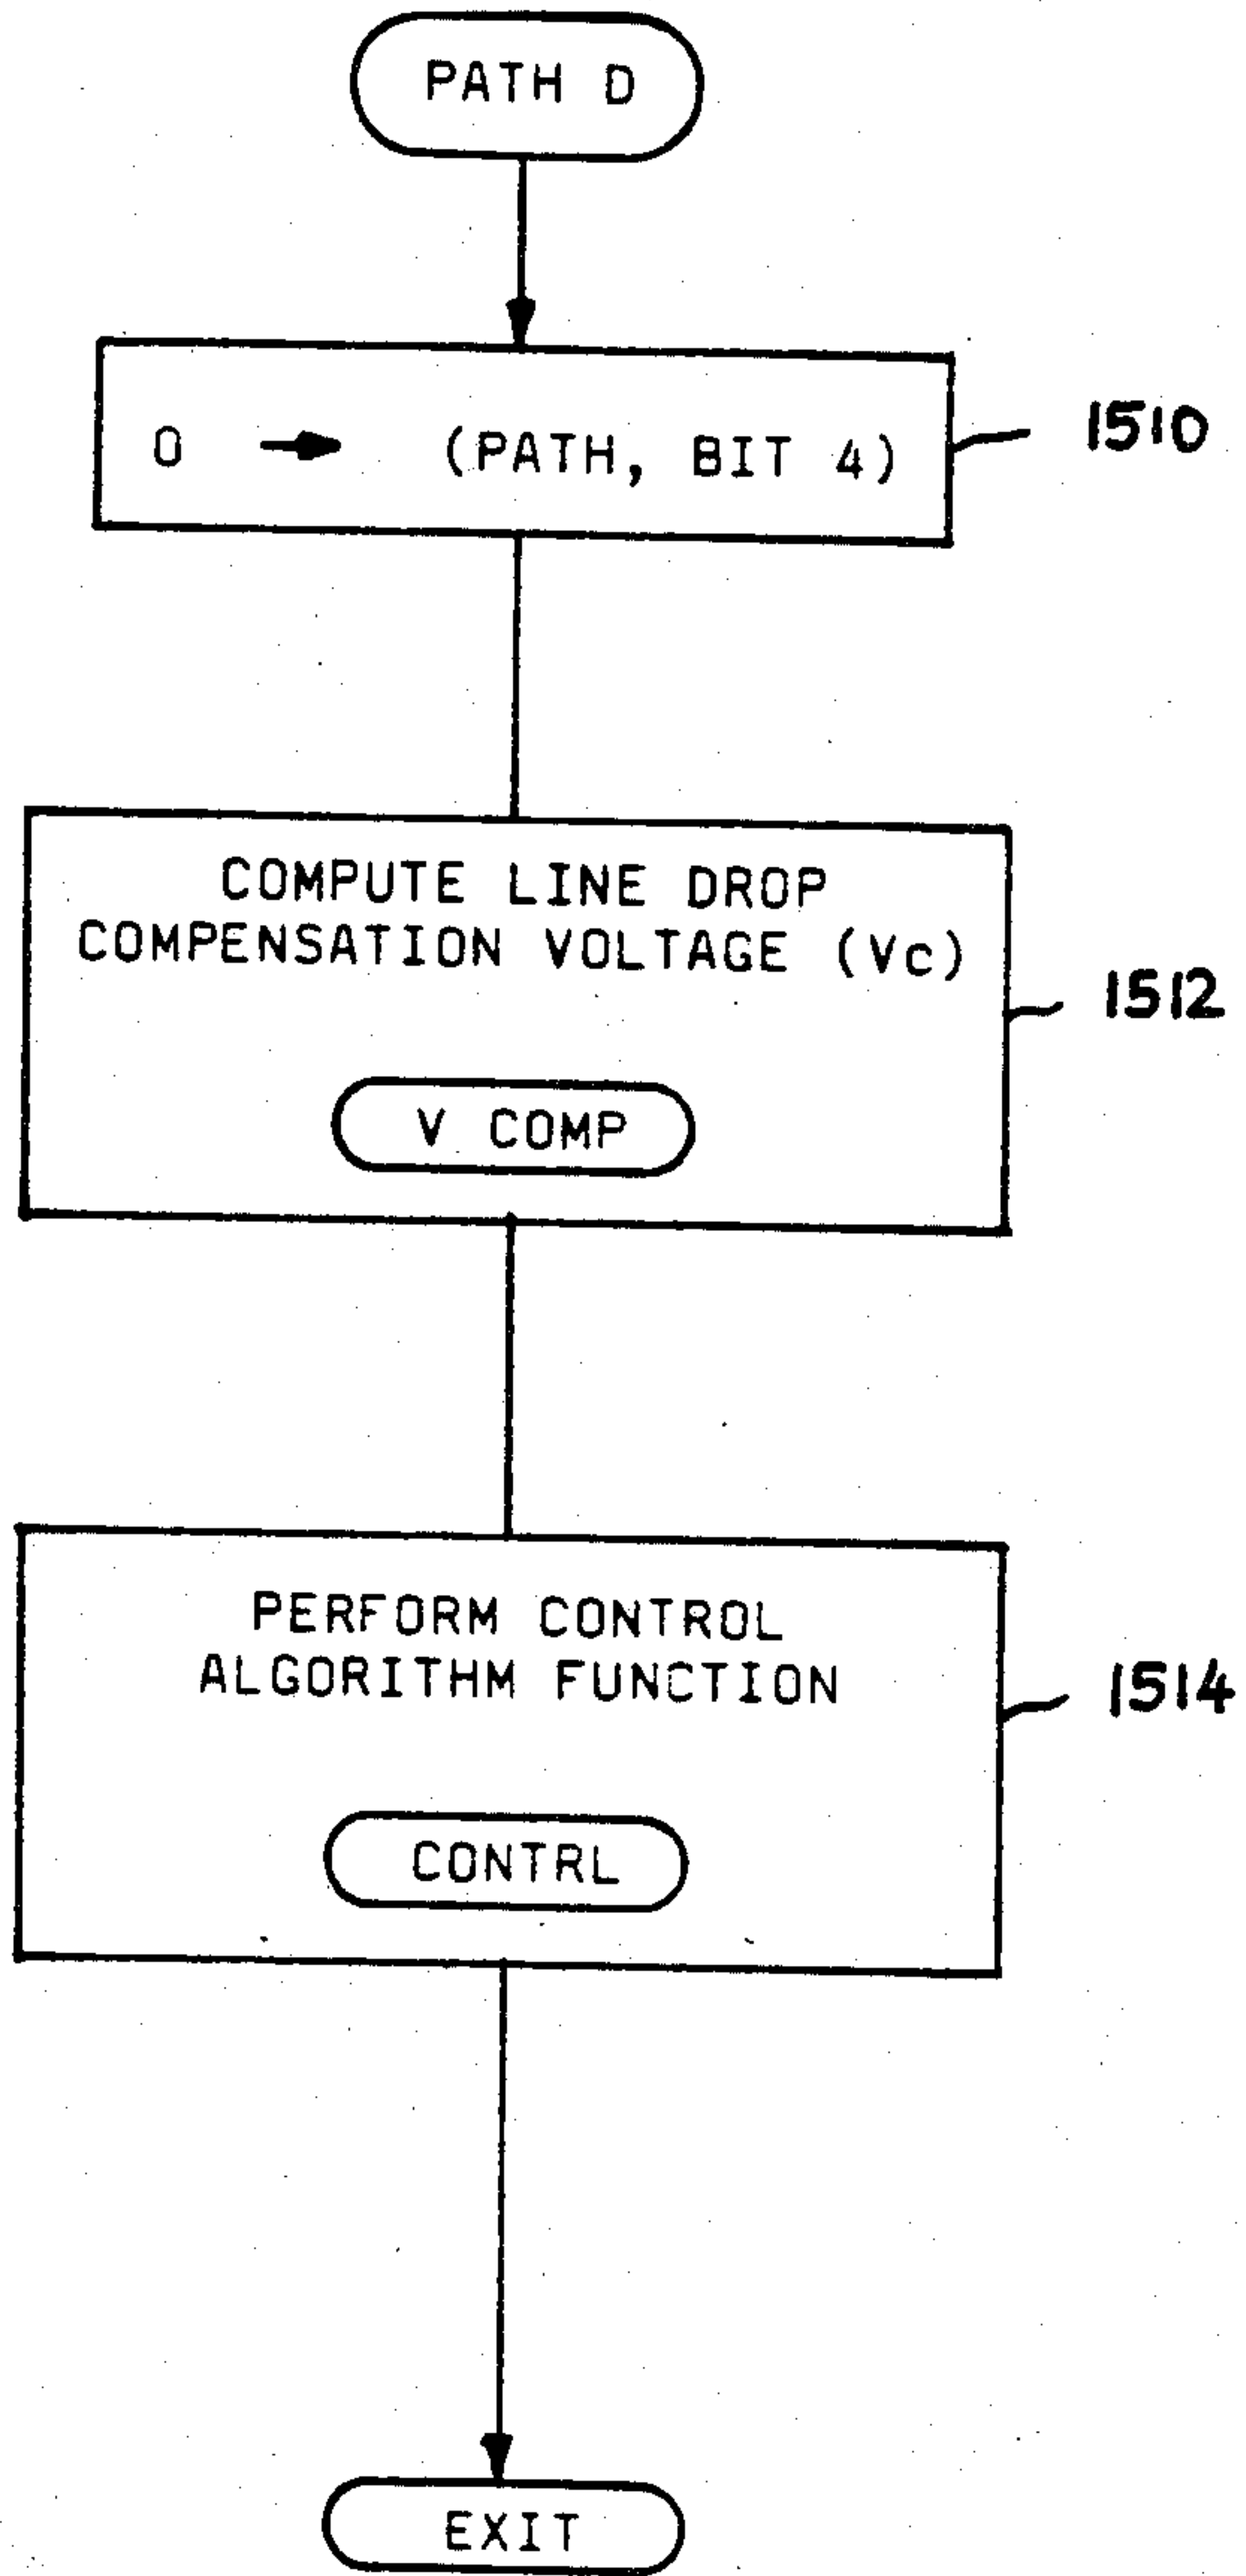 PATH D
0 → (PATH, BIT 4)
1510
COMPUTE LINE DROP
COMPENSATION VOLTAGE (Vc)
1512
V COMP
PERFORM CONTROL
ALGORITHM FUNCTION
1514
CONTRL
EXIT